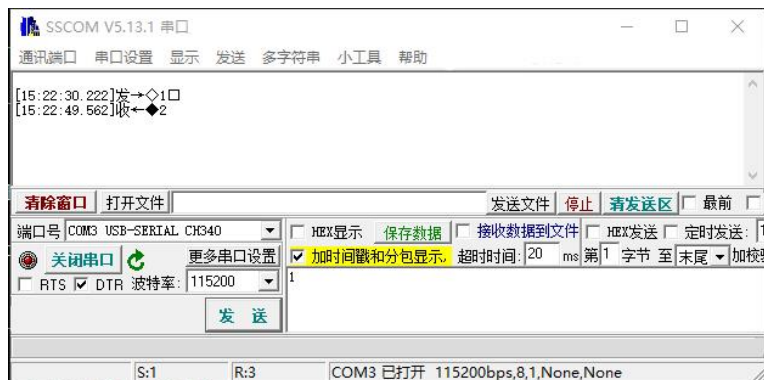 SSCOM V5.13.1 串口
通讯端口 串口设置 显示 发送 多字符串 小工具 帮助
[15:22:30.222]发→◇1□
[15:22:49.562]收←◆2
清除窗口 打开文件 发送文件 停止 清发送区 最前
端口号 COM3 USB-SERIAL CH340 HEX显示 保存数据 接收数据到文件 HEX发送 定时发送: 1
关闭串口 更多串口设置 加时间戳和分包显示, 超时时间: 20 ms 第1 字节 至 末尾 加校验
RTS DTR 波特率: 115200 1
发 送
S:1 R:3 COM3 已打开 115200bps,8,1,None,None